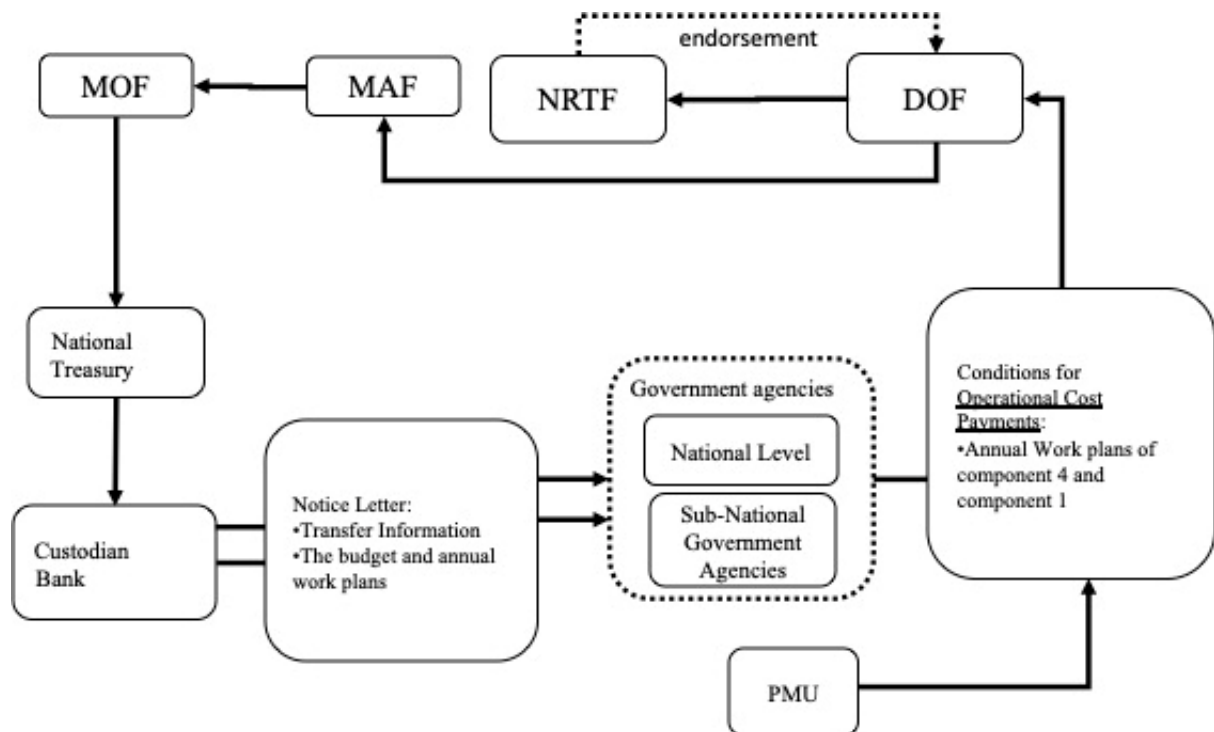 endorsement
MOF
MAF
NRTF
DOF
National
Treasury
Custodian
Bank
Notice Letter:
•Transfer Information
•The budget and annual
work plans
Government agencies
National Level
Sub-National
Government
Agencies
Conditions for
Operational Cost
Payments:
•Annual Work plans of
component 4 and
component 1
PMU